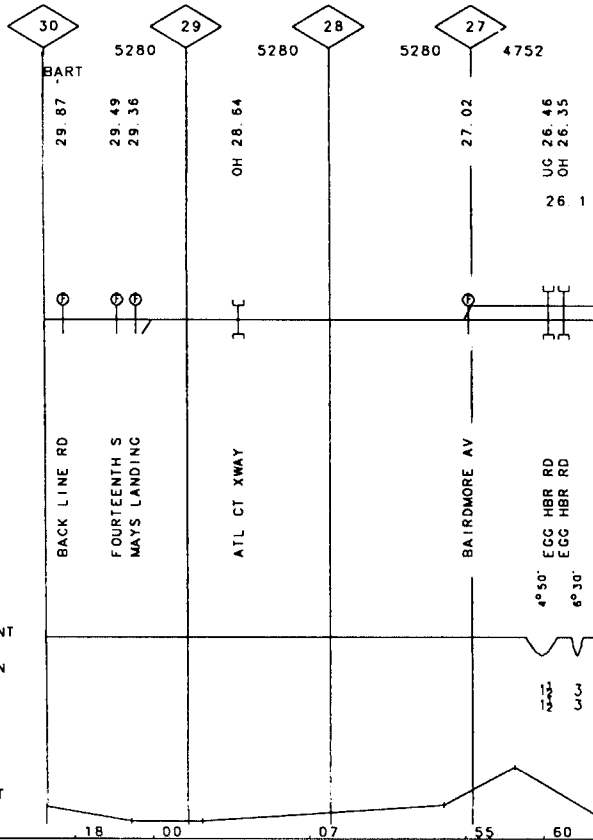 30 29 28 27
5280 5280 5280 4752
BART
29.87
29.49
29.36
OH 28.64
27.02
UG 26.46
OH 26.35
26.1
F F F F
BACK LINE RD
FOURTEENTH S
MAYS LANDING
ATL CT XWAY
BAIRDMORE AV
EGG HBR RD
EGG HBR RD
4°50'
6°30'
NT
N
3
1½ 3
T
.18 .00 .07 .55 .60